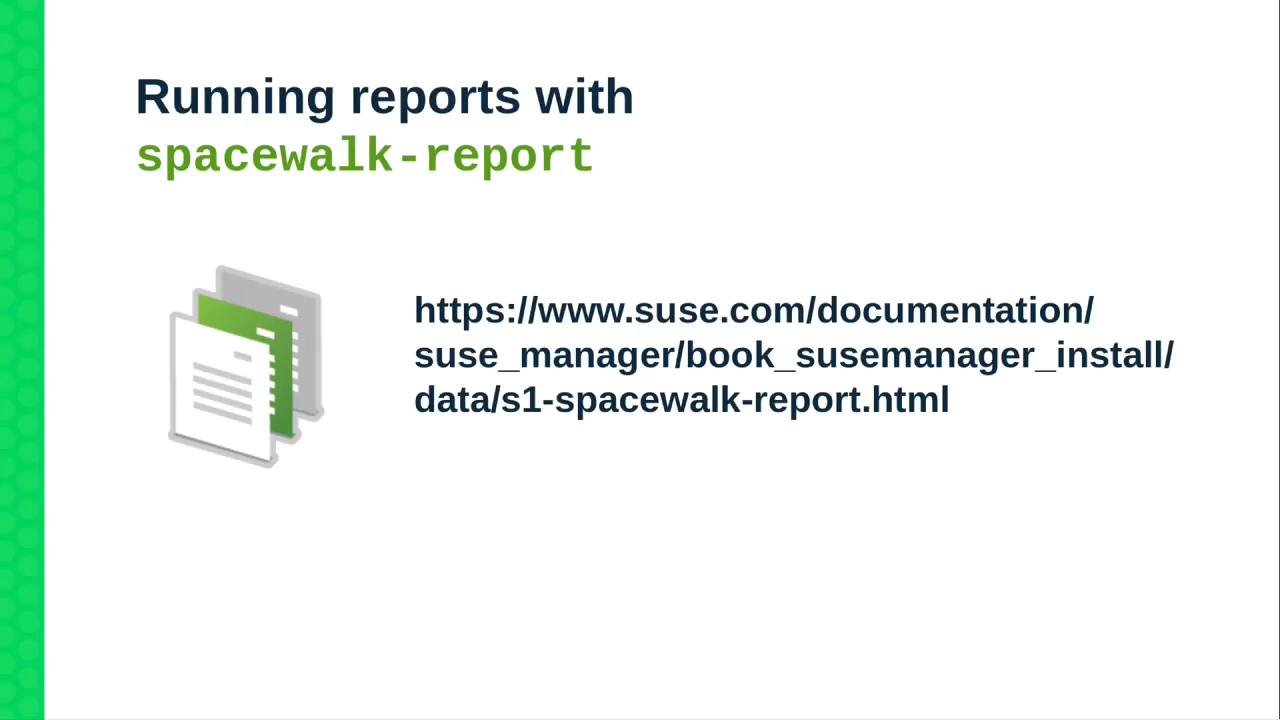 Running reports with
spacewalk-report
https://www.suse.com/documentation/
suse_manager/book_susemanager_install/
data/s1-spacewalk-report.html